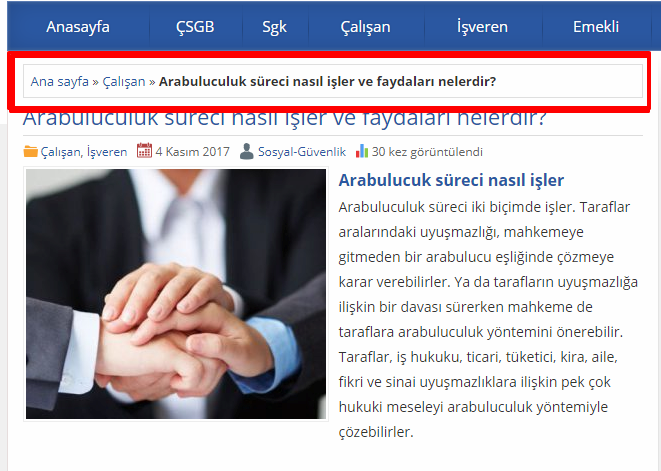 Anasayfa ÇSGB Sgk Çalışan İşveren Emekli
Ana sayfa » Çalışan » Arabuluculuk süreci nasıl işler ve faydaları nelerdir?
Arabuluculuk süreci nasıl işler ve faydaları nelerdir?
Çalışan, İşveren 4 Kasım 2017 Sosyal-Güvenlik 30 kez görüntülendi
Arabulucuk süreci nasıl işler
Arabuluculuk süreci iki biçimde işler. Taraflar
aralarındaki uyuşmazlığı, mahkemeye
gitmeden bir arabulucu eşliğinde çözmeye
karar verebilirler. Ya da tarafların uyuşmazlığa
ilişkin bir davası sürerken mahkeme de
taraflara arabuluculuk yöntemini önerebilir.
Taraflar, iş hukuku, ticari, tüketici, kira, aile,
fikri ve sinai uyuşmazlıklara ilişkin pek çok
hukuki meseleyi arabuluculuk yöntemiyle
çözebilirler.